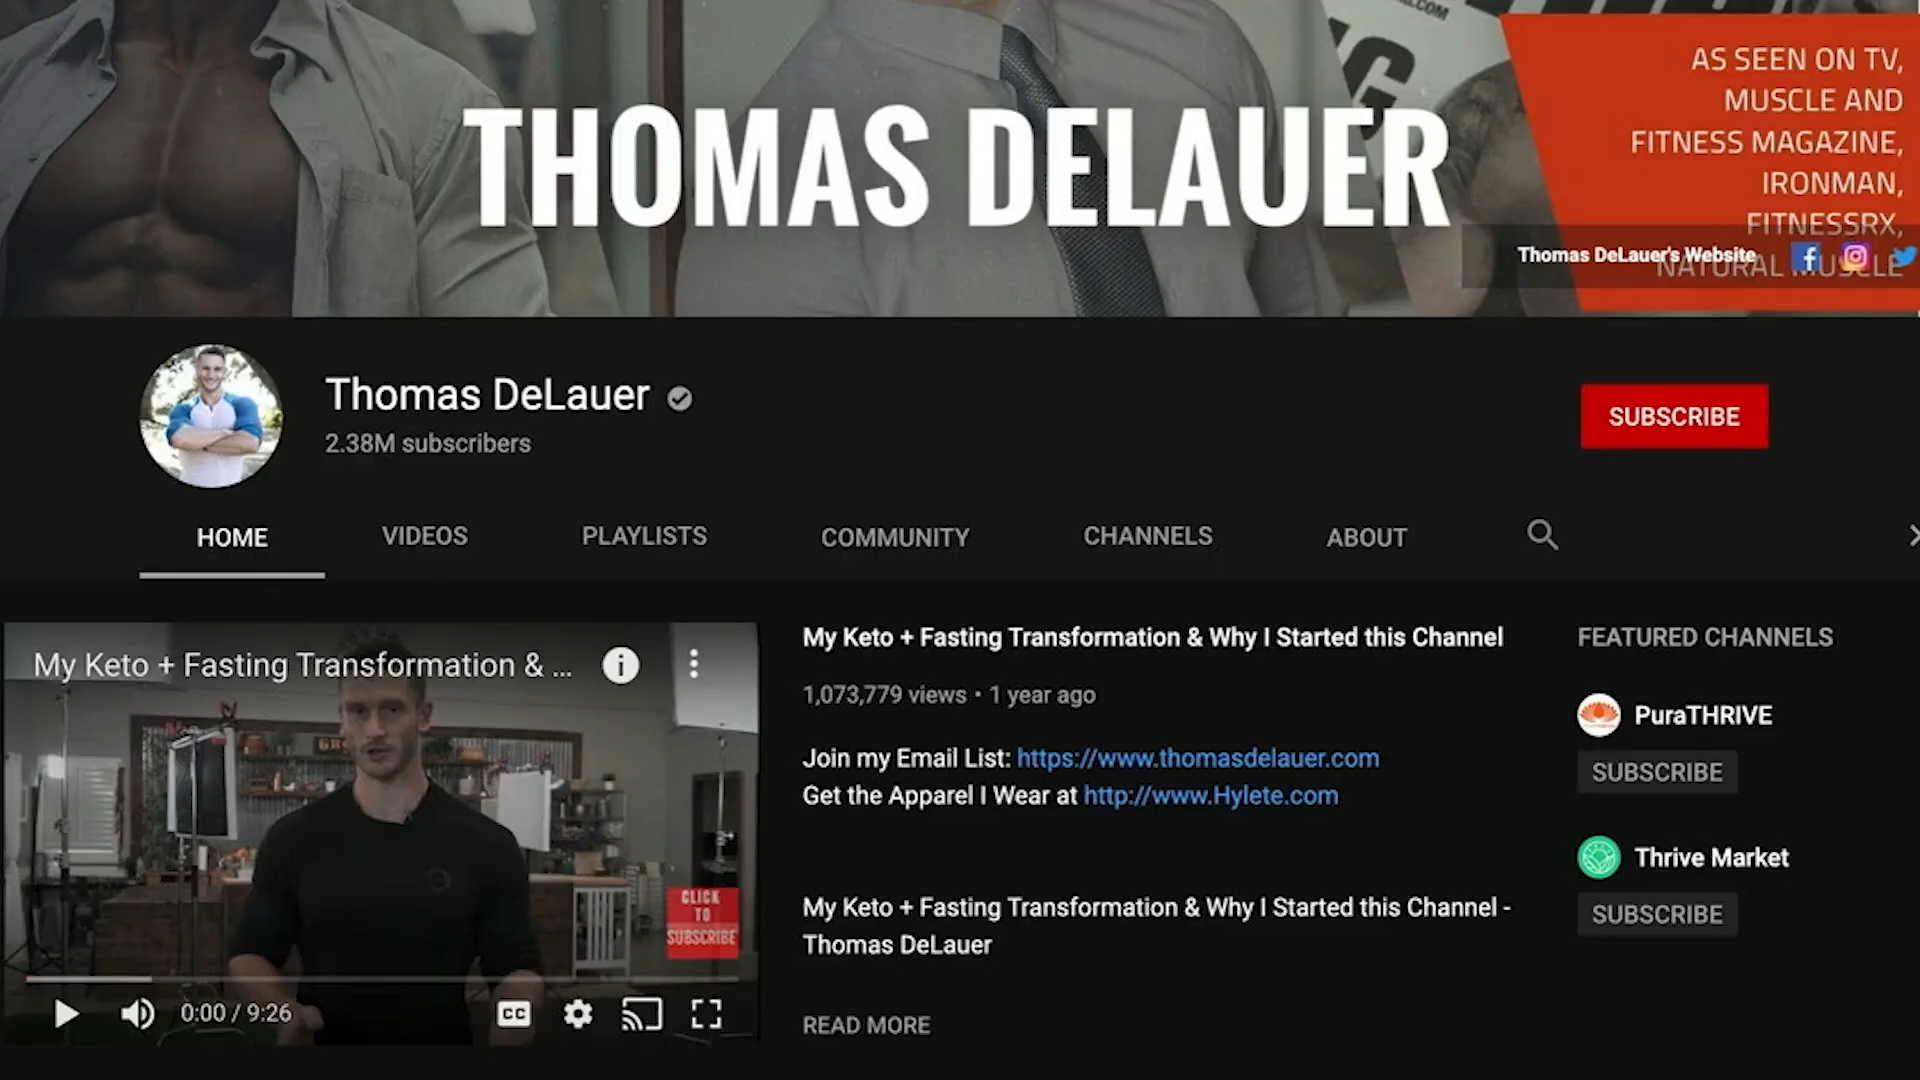 THOMAS DELAUER
AS SEEN ON TV,
MUSCLE AND
FITNESS MAGAZINE,
IRONMAN,
FITNESSRX,
NATURAL MUSCLE
Thomas DeLauer's Website
Thomas DeLauer
2.38M subscribers
SUBSCRIBE
HOME
VIDEOS
PLAYLISTS
COMMUNITY
CHANNELS
ABOUT
My Keto + Fasting Transformation & ...
CLICK
TO
SUBSCRIBE
0:00 / 9:26
CC
My Keto + Fasting Transformation & Why I Started this Channel
1,073,779 views • 1 year ago
Join my Email List: https://www.thomasdelauer.com
Get the Apparel I Wear at http://www.Hylete.com
My Keto + Fasting Transformation & Why I Started this Channel -
Thomas DeLauer
READ MORE
FEATURED CHANNELS
PuraTHRIVE
SUBSCRIBE
Thrive Market
SUBSCRIBE